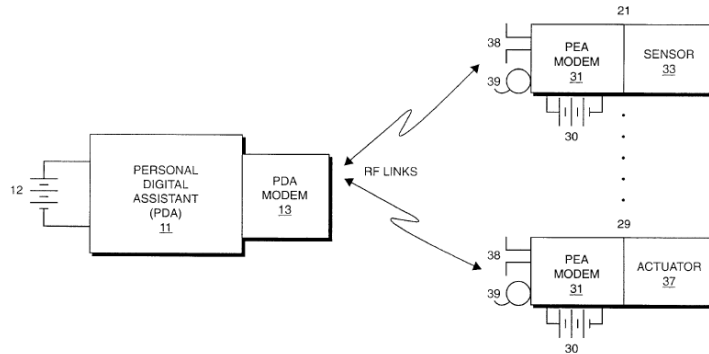 12
PERSONAL
DIGITAL
ASSISTANT
(PDA)
11
PDA
MODEM
13
RF LINKS
21
38
39
PEA
MODEM
31
SENSOR
33
30
29
38
39
PEA
MODEM
31
ACTUATOR
37
30